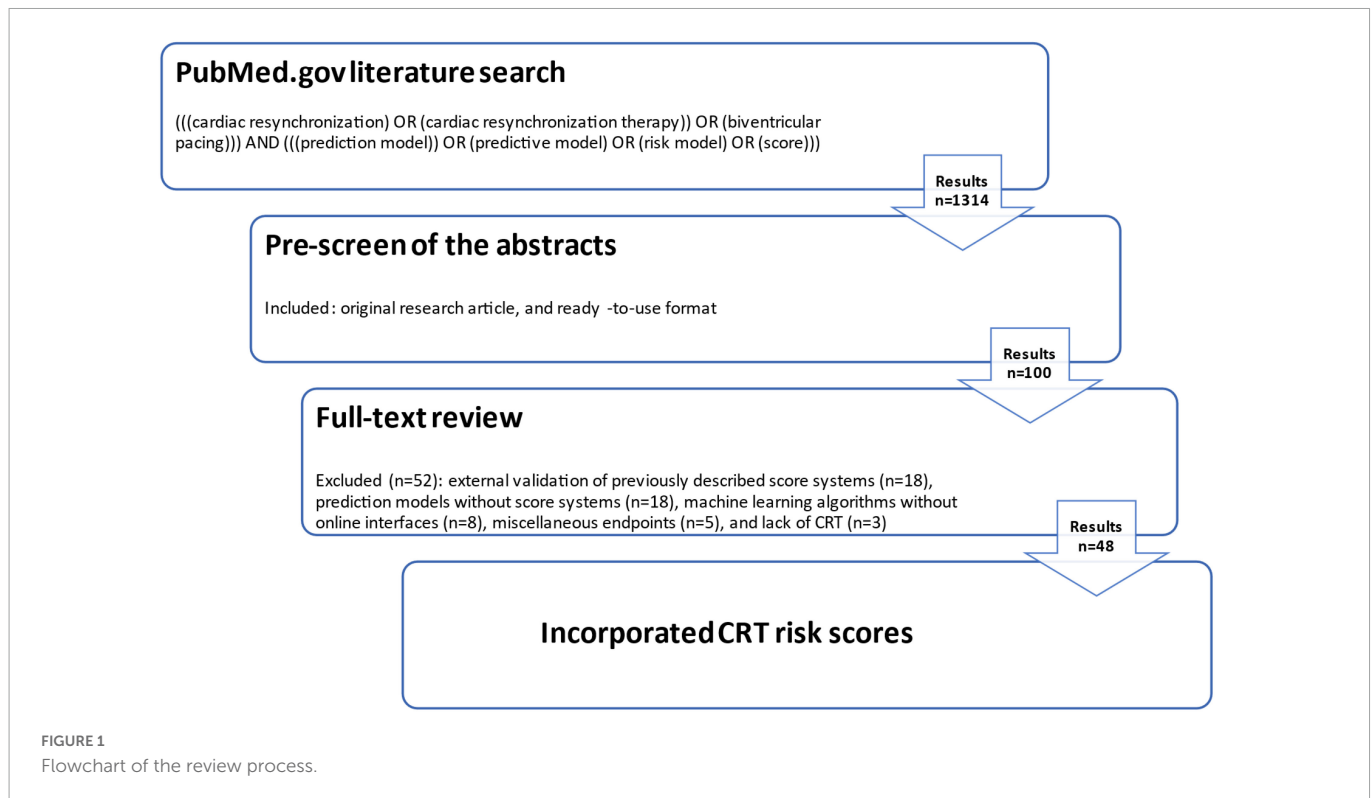 PubMed.gov literature search
(((cardiac resynchronization) OR (cardiac resynchronization therapy)) OR (biventricular
pacing))) AND (((prediction model)) OR (predictive model) OR (risk model) OR (score)))
Results
n=1314
Pre-screen of the abstracts
Included: original research article, and ready -to-use format
Results
n=100
Full-text review
Excluded (n=52): external validation of previously described score systems (n=18),
prediction models without score systems (n=18), machine learning algorithms without
online interfaces (n=8), miscellaneous endpoints (n=5), and lack of CRT (n=3)
Results
n=48
Incorporated CRT risk scores
FIGURE 1
Flowchart of the review process.